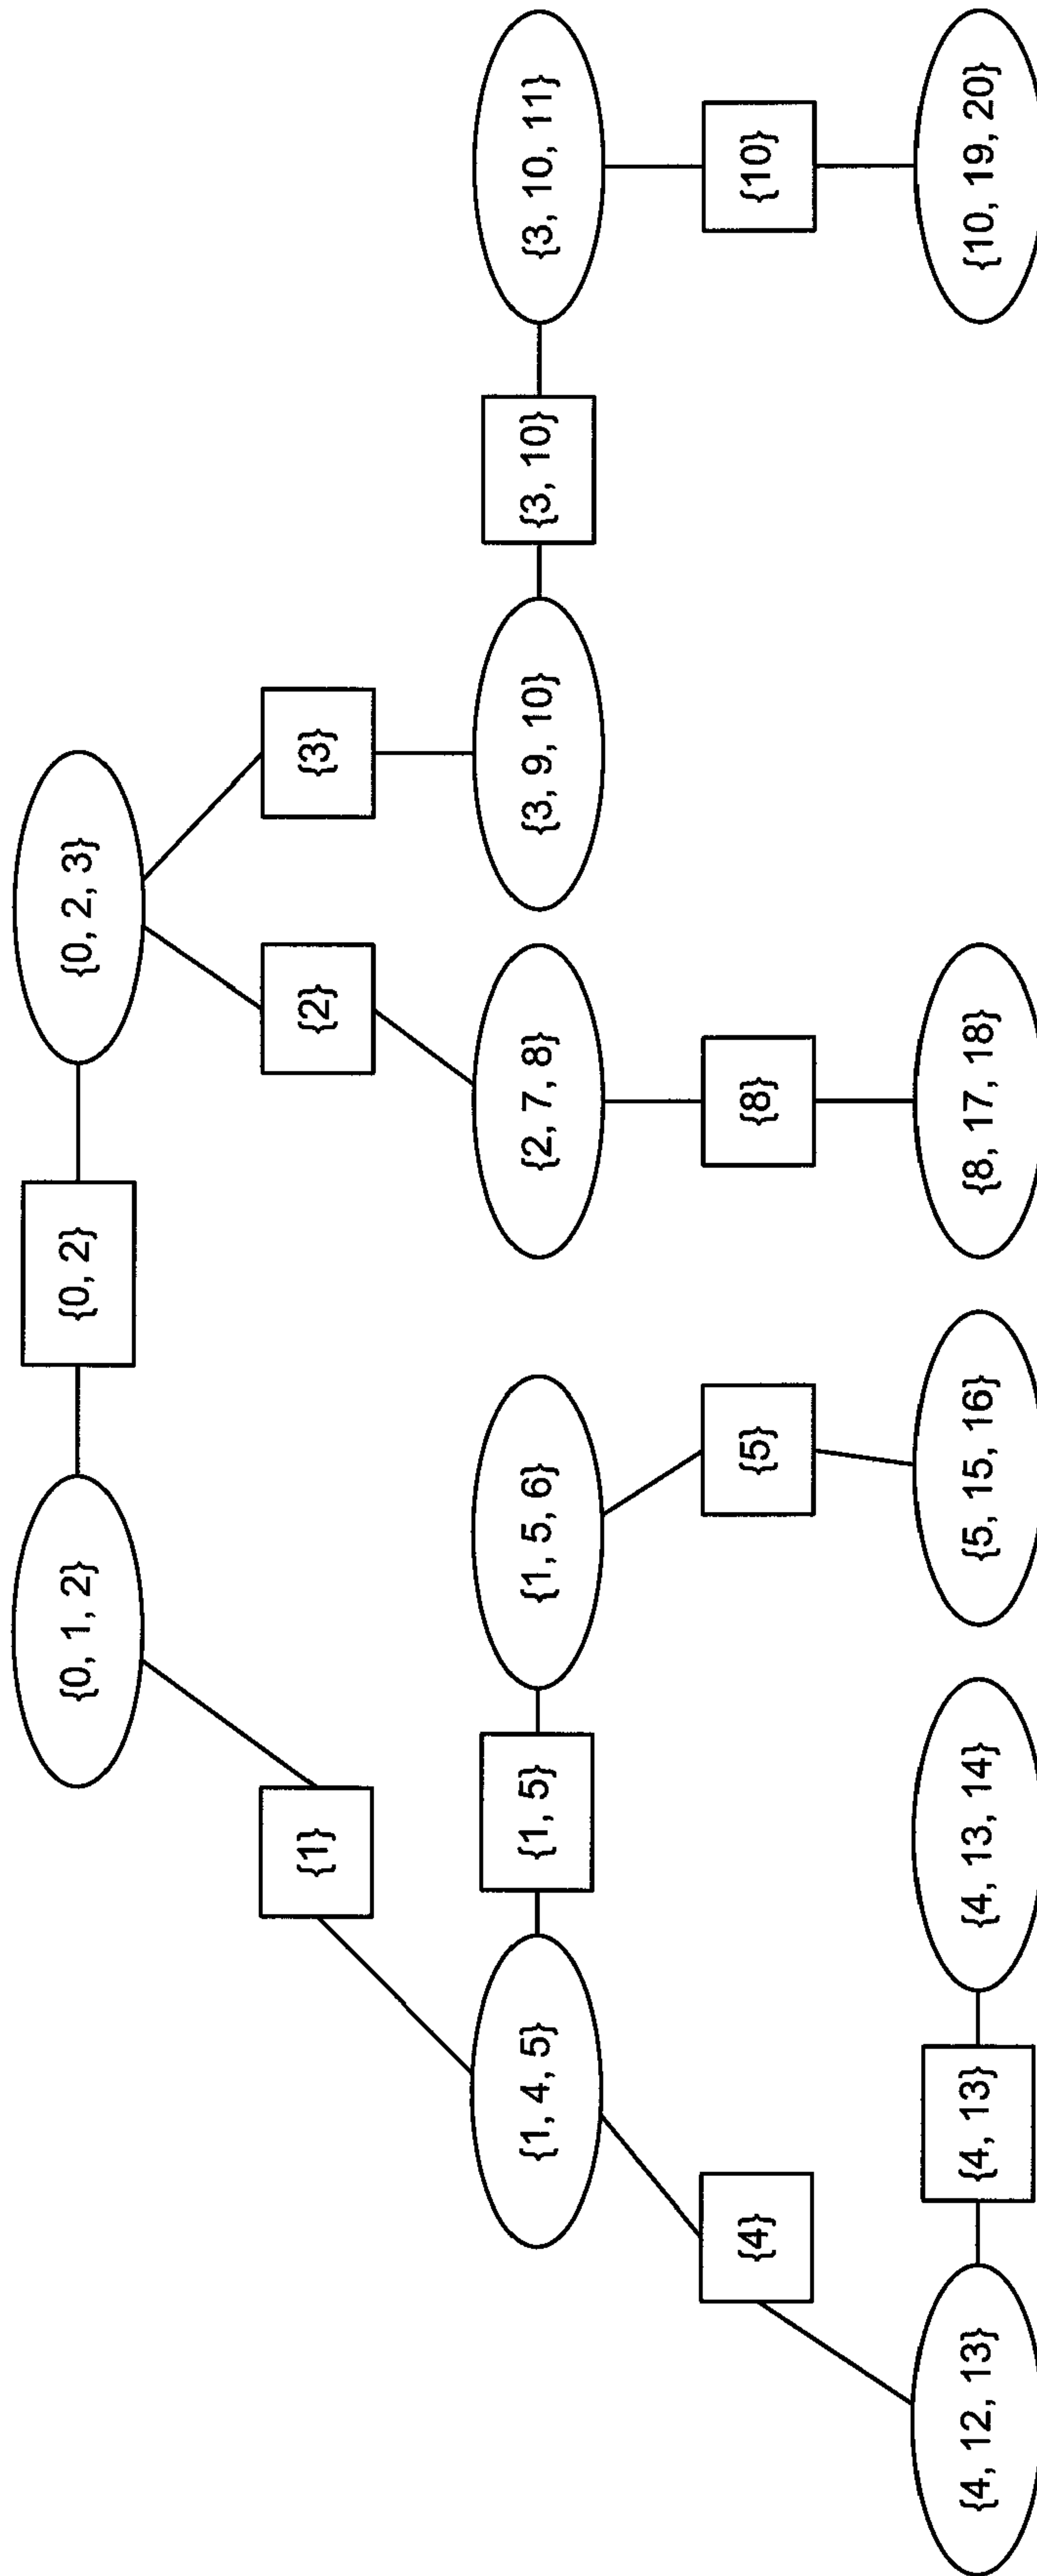 {0, 1, 2}
{0, 2}
{0, 2, 3}
{1}
{2}
{3}
{1, 4, 5}
{1, 5}
{1, 5, 6}
{2, 7, 8}
{3, 9, 10}
{3, 10}
{3, 10, 11}
{4}
{5}
{8}
{10}
{4, 12, 13}
{4, 13}
{4, 13, 14}
{5, 15, 16}
{8, 17, 18}
{10, 19, 20}